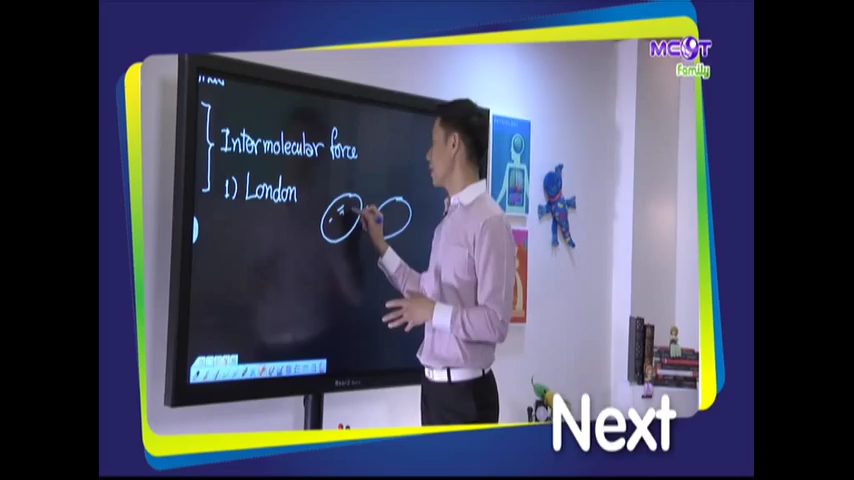 MCOT
Family
Intermolecular force
1) London
Next